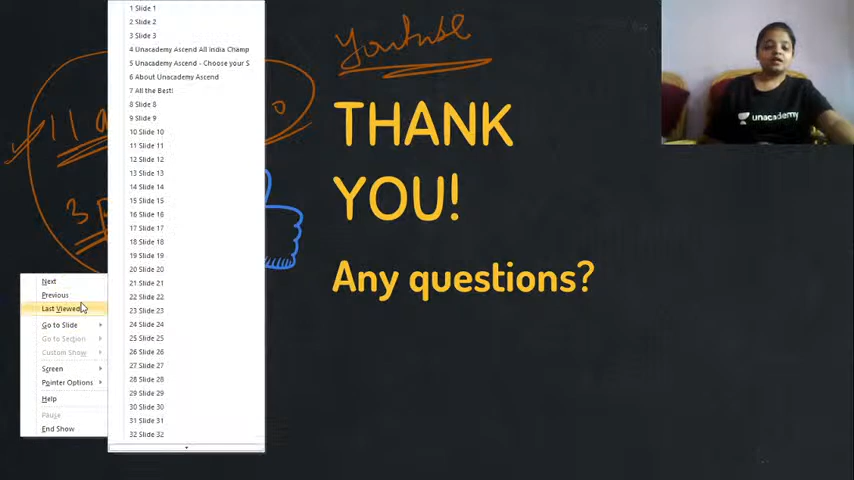 1 Slide 1
2 Slide 2
3 Slide 3
4 Unacademy Ascend All India Champ
5 Unacademy Ascend - Choose your S
6 About Unacademy Ascend
7 All the Best!
8 Slide 8
9 Slide 9
10 Slide 10
11 Slide 11
12 Slide 12
13 Slide 13
14 Slide 14
15 Slide 15
16 Slide 16
17 Slide 17
18 Slide 18
19 Slide 19
20 Slide 20
21 Slide 21
22 Slide 22
23 Slide 23
24 Slide 24
25 Slide 25
26 Slide 26
27 Slide 27
28 Slide 28
29 Slide 29
30 Slide 30
31 Slide 31
32 Slide 32
Next
Previous
Last Viewed
Go to Slide
Go to Section
Custom Show
Screen
Pointer Options
Help
Pause
End Show
11 a
3 p
Youtube
THANK
YOU!
Any questions?
unacademy